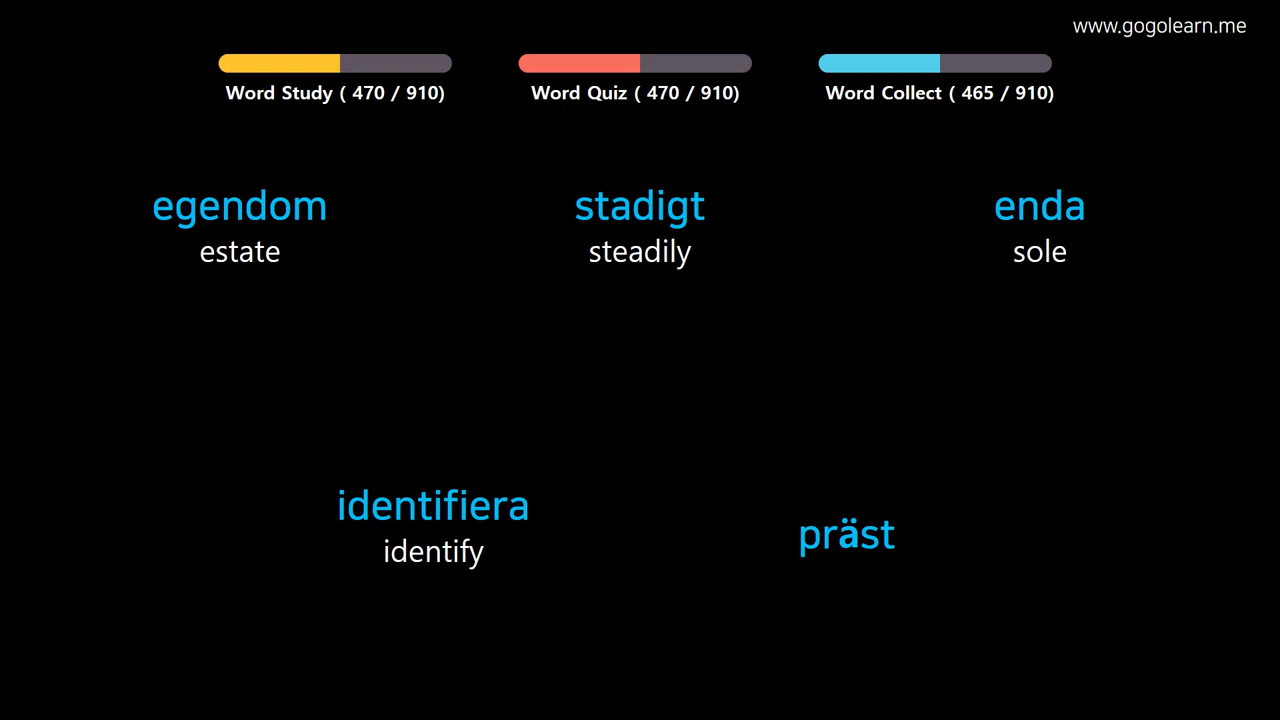 www.gogolearn.me
Word Study ( 470 / 910)
Word Quiz ( 470 / 910)
Word Collect ( 465 / 910)
egendom
estate
stadigt
steadily
enda
sole
identifiera
identify
präst